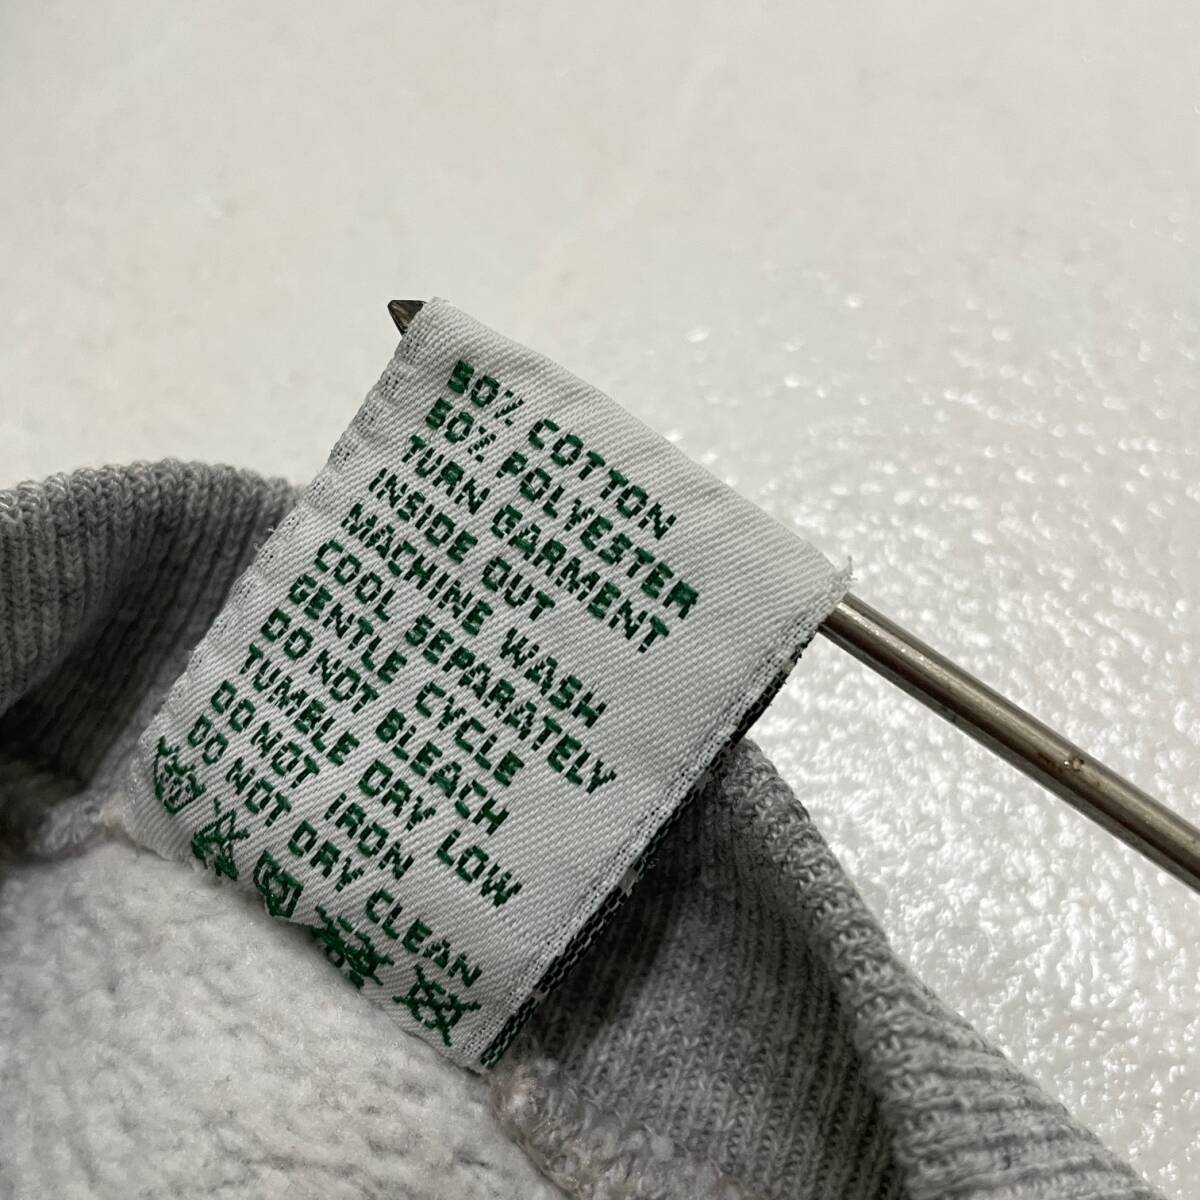 50% COTTON
50% POLYESTER
TURN GARMENT
INSIDE OUT
MACHINE WASH
COOL SEPARATELY
GENTLE CYCLE
DO NOT BLEACH
TUMBLE DRY LOW
DO NOT IRON
DO NOT DRY CLEAN